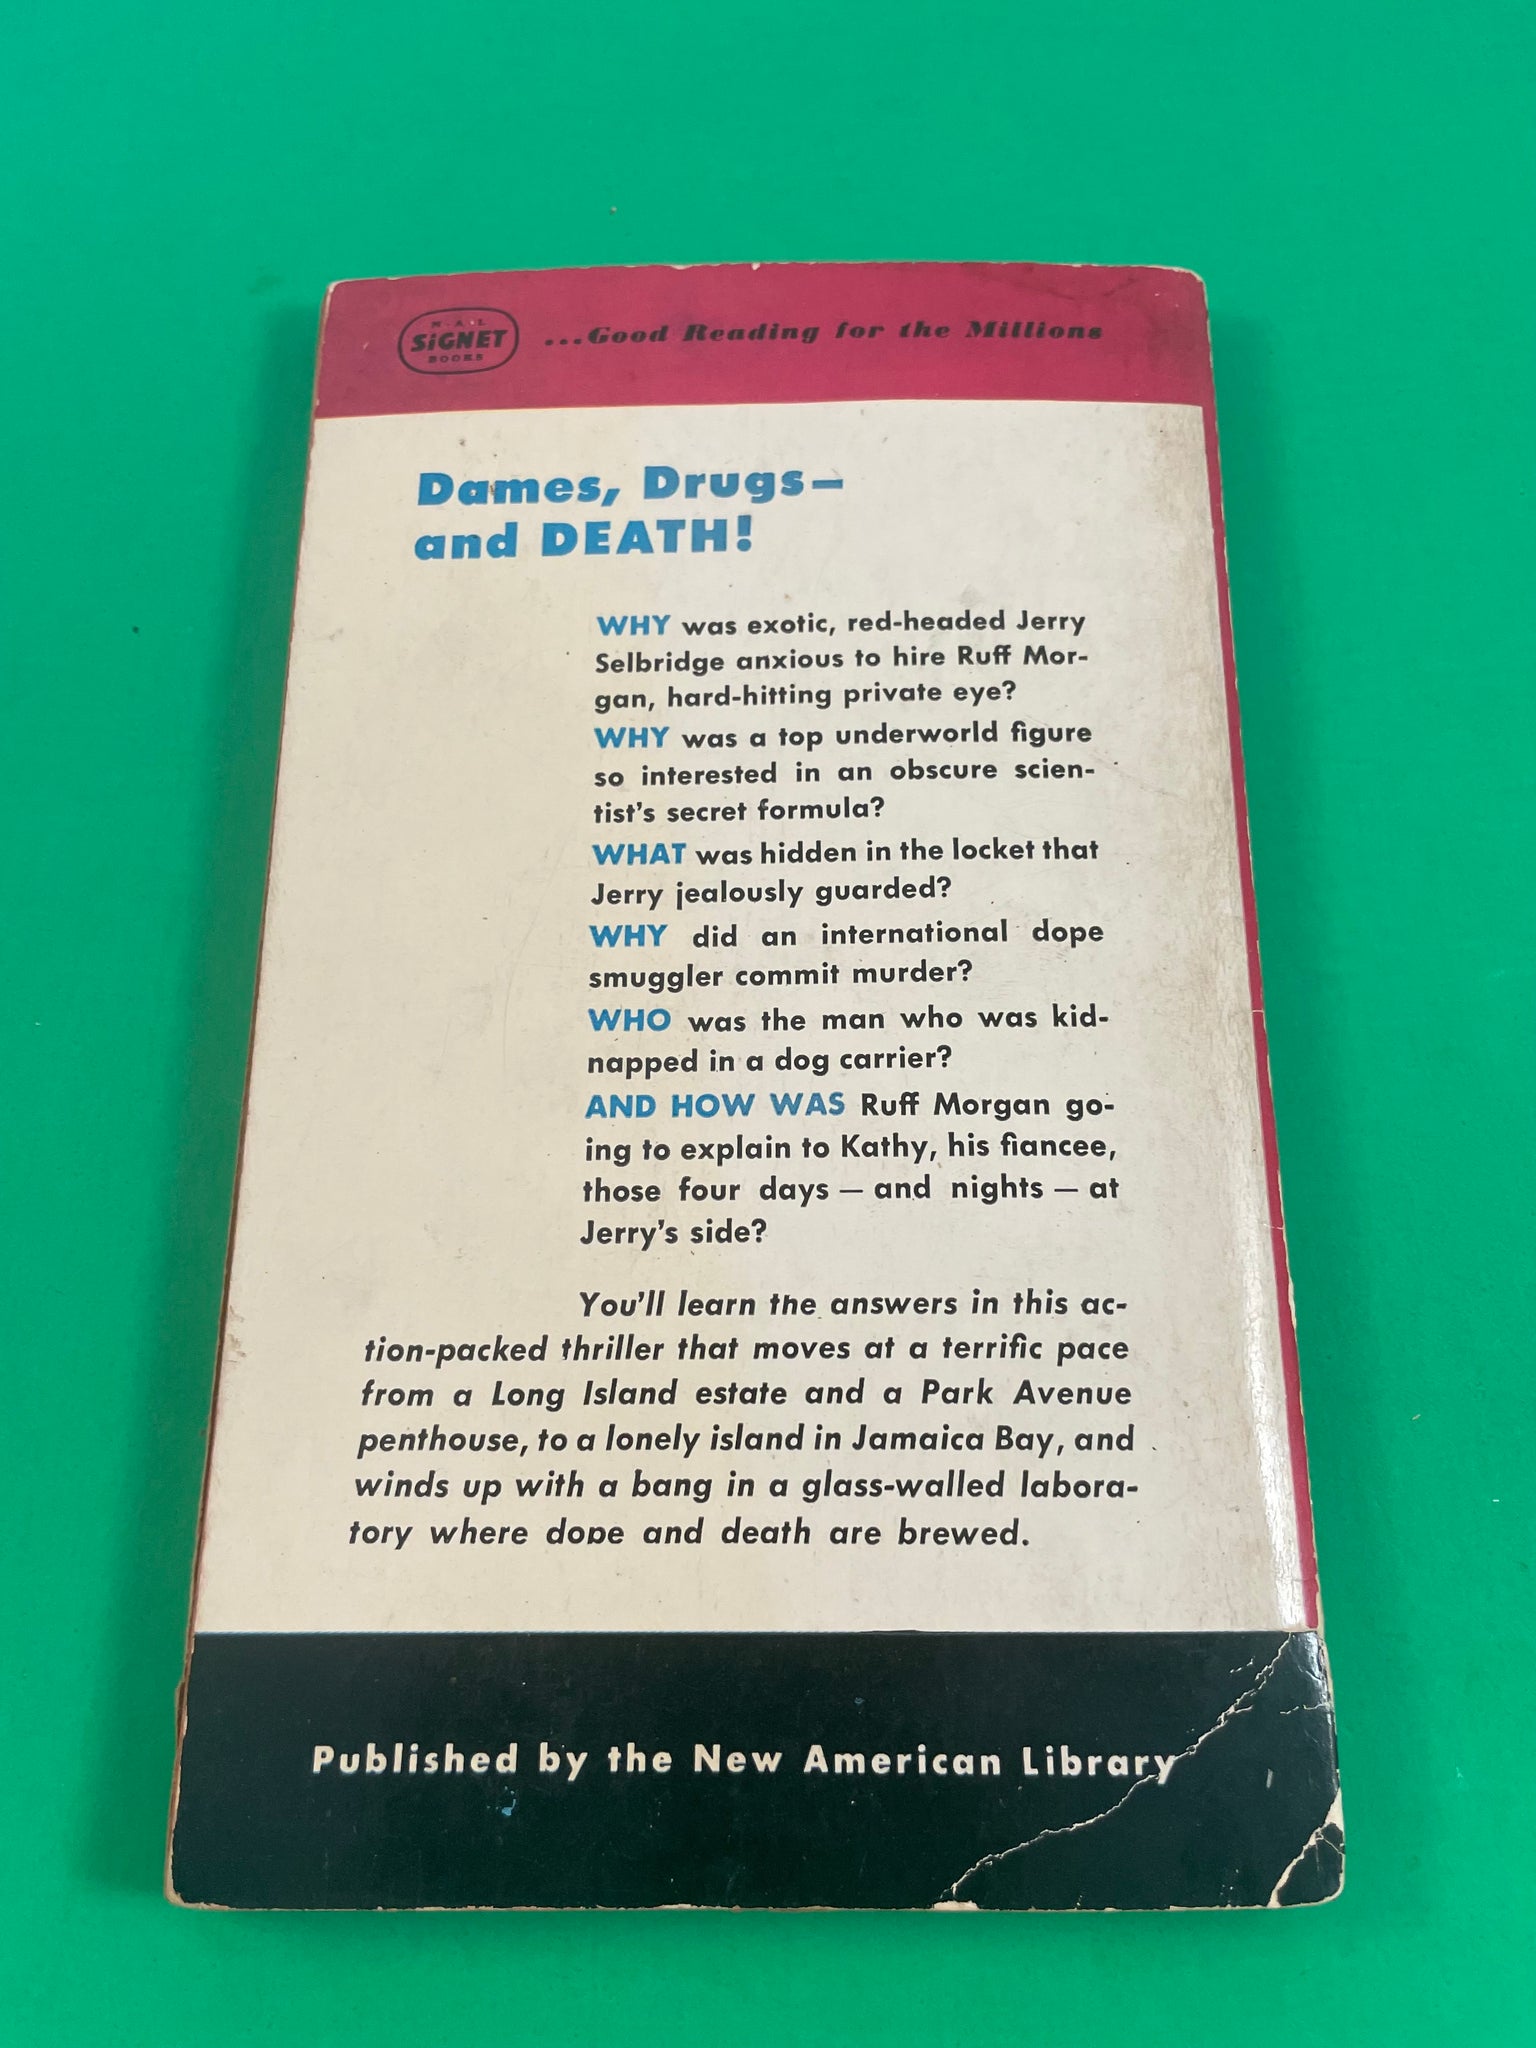 N·A·L
SiGNET
BOOKS
...Good Reading for the Millions
Dames, Drugs—
and DEATH!
WHY was exotic, red-headed Jerry
Selbridge anxious to hire Ruff Mor-
gan, hard-hitting private eye?
WHY was a top underworld figure
so interested in an obscure scien-
tist's secret formula?
WHAT was hidden in the locket that
Jerry jealously guarded?
WHY did an international dope
smuggler commit murder?
WHO was the man who was kid-
napped in a dog carrier?
AND HOW WAS Ruff Morgan go-
ing to explain to Kathy, his fiancee,
those four days — and nights — at
Jerry's side?
You'll learn the answers in this ac-
tion-packed thriller that moves at a terrific pace
from a Long Island estate and a Park Avenue
penthouse, to a lonely island in Jamaica Bay, and
winds up with a bang in a glass-walled labora-
tory where dope and death are brewed.
Published by the New American Library